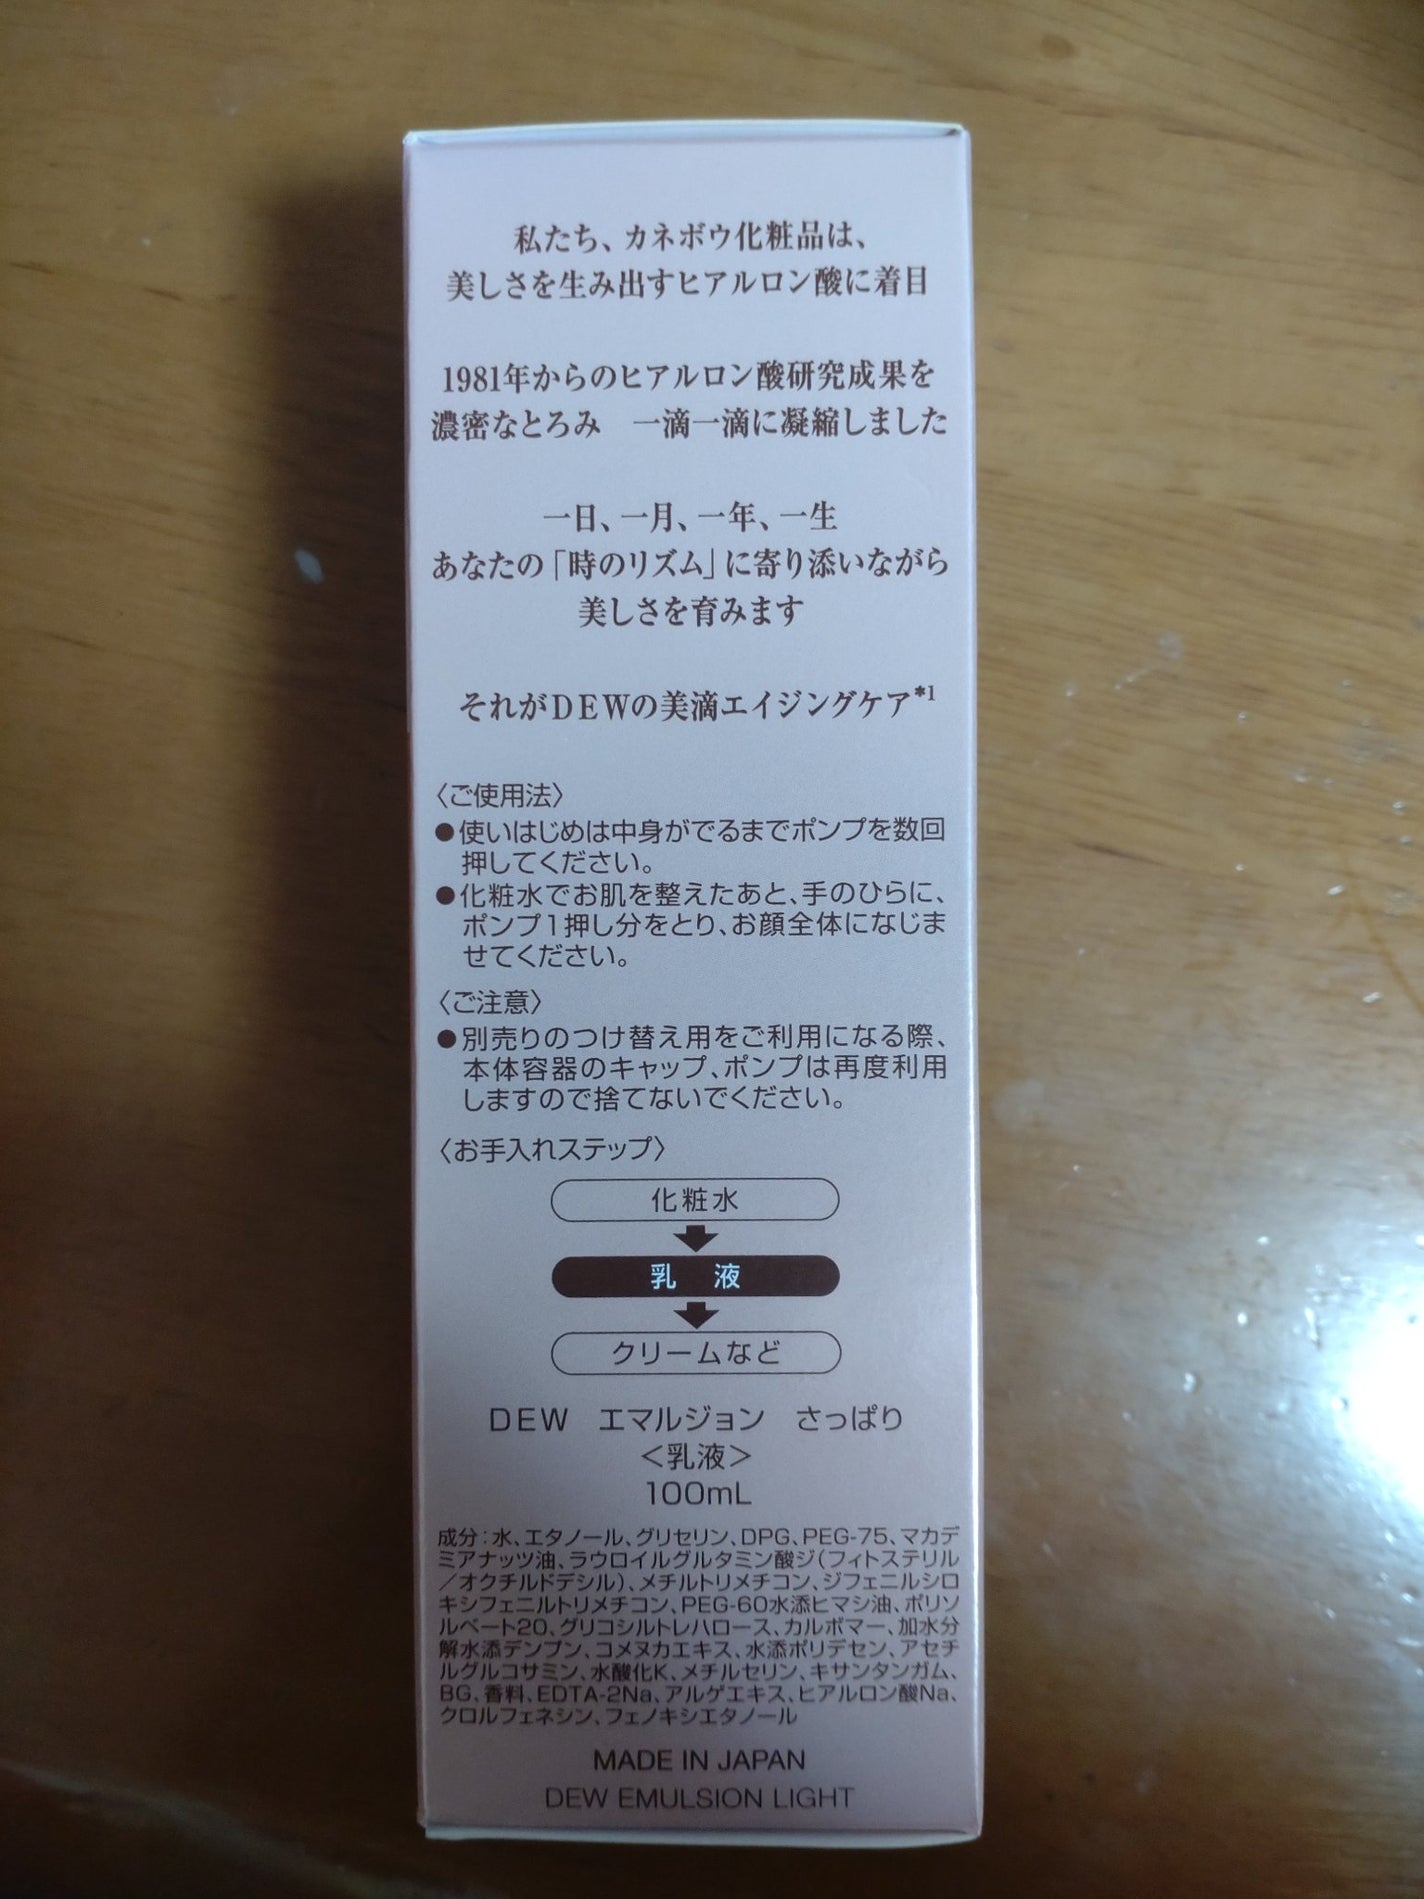 私たち、カネボウ化粧品は、
美しさを生み出すヒアルロン酸に着目
1981年からのヒアルロン酸研究成果を
濃密なとろみ　一滴一滴に凝縮しました
一日、一月、一年、一生
あなたの「時のリズム」に寄り添いながら
美しさを育みます
それがDEWの美滴エイジングケア*1
〈ご使用法〉
●使いはじめは中身がでるまでポンプを数回
押してください。
●化粧水でお肌を整えたあと、手のひらに、
ポンプ1押し分をとり、お顔全体になじま
せてください。
〈ご注意〉
●別売りのつけ替え用をご利用になる際、
本体容器のキャップ、ポンプは再度利用
しますので捨てないでください。
〈お手入れステップ〉
化粧水
乳　液
クリームなど
DEW　エマルジョン　さっぱり
＜乳液＞
100mL
成分：水、エタノール、グリセリン、DPG、PEG-75、マカデ
ミアナッツ油、ラウロイルグルタミン酸ジ（フィトステリル
／オクチルドデシル）、メチルトリメチコン、ジフェニルシロ
キシフェニルトリメチコン、PEG-60水添ヒマシ油、ポリソ
ルベート20、グリコシルトレハロース、カルボマー、加水分
解水添デンプン、コメヌカエキス、水添ポリデセン、アセチ
ルグルコサミン、水酸化K、メチルセリン、キサンタンガム、
BG、香料、EDTA-2Na、アルゲエキス、ヒアルロン酸Na、
クロルフェネシン、フェノキシエタノール
MADE IN JAPAN
DEW EMULSION LIGHT